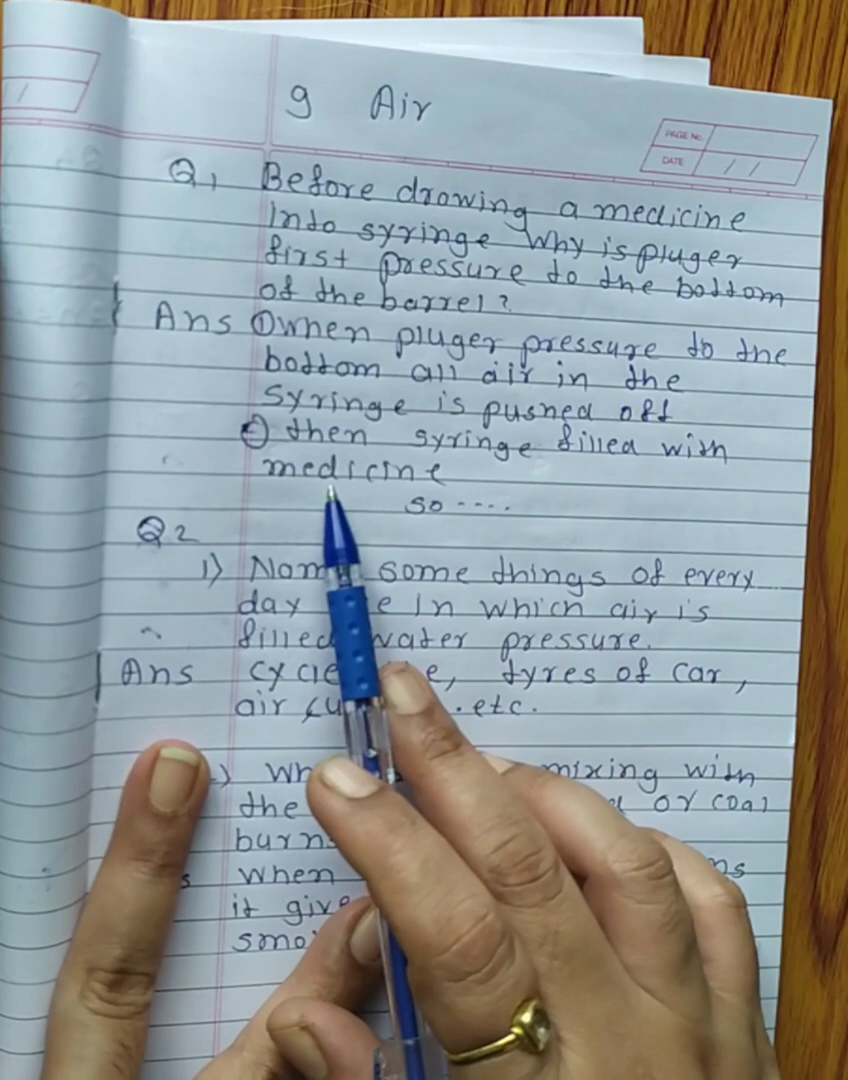 9 Air
PAGE No.
DATE / /
Q1 Before drowing a medicine
into syringe why is pluger
first pressure to the bottom
of the barrel?
Ans ① when pluger pressure to the
bottom all air in the
syringe is pushed off
② then syringe filled with
medicine
so ----.
Q2
1) some things of every
day in which air is
filled water pressure.
Ans cycle tyres of car,
air etc.
mixing with
the or coal
burn
when
it give